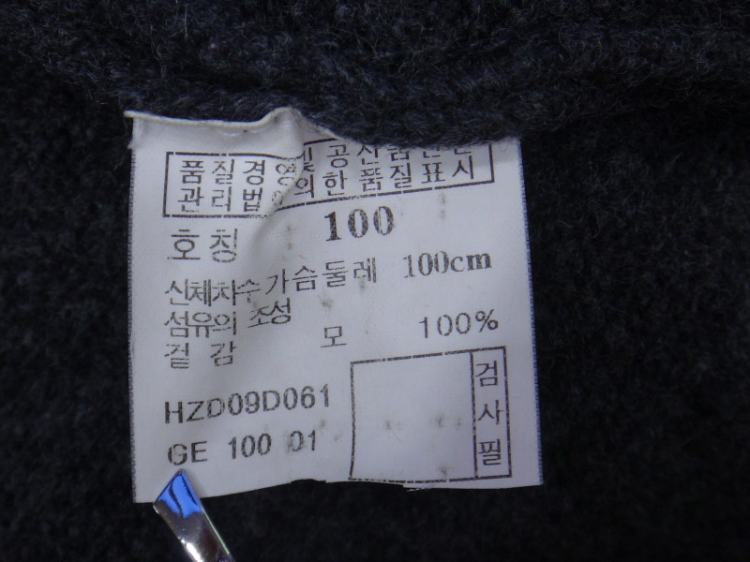 품질경영및 공산품안전
관리법에의한 품질표시
호칭 100
신체치수 가슴둘레 100cm
섬유의 조성
겉감 모 100%
HZD09D061
GE 100 01
검사필